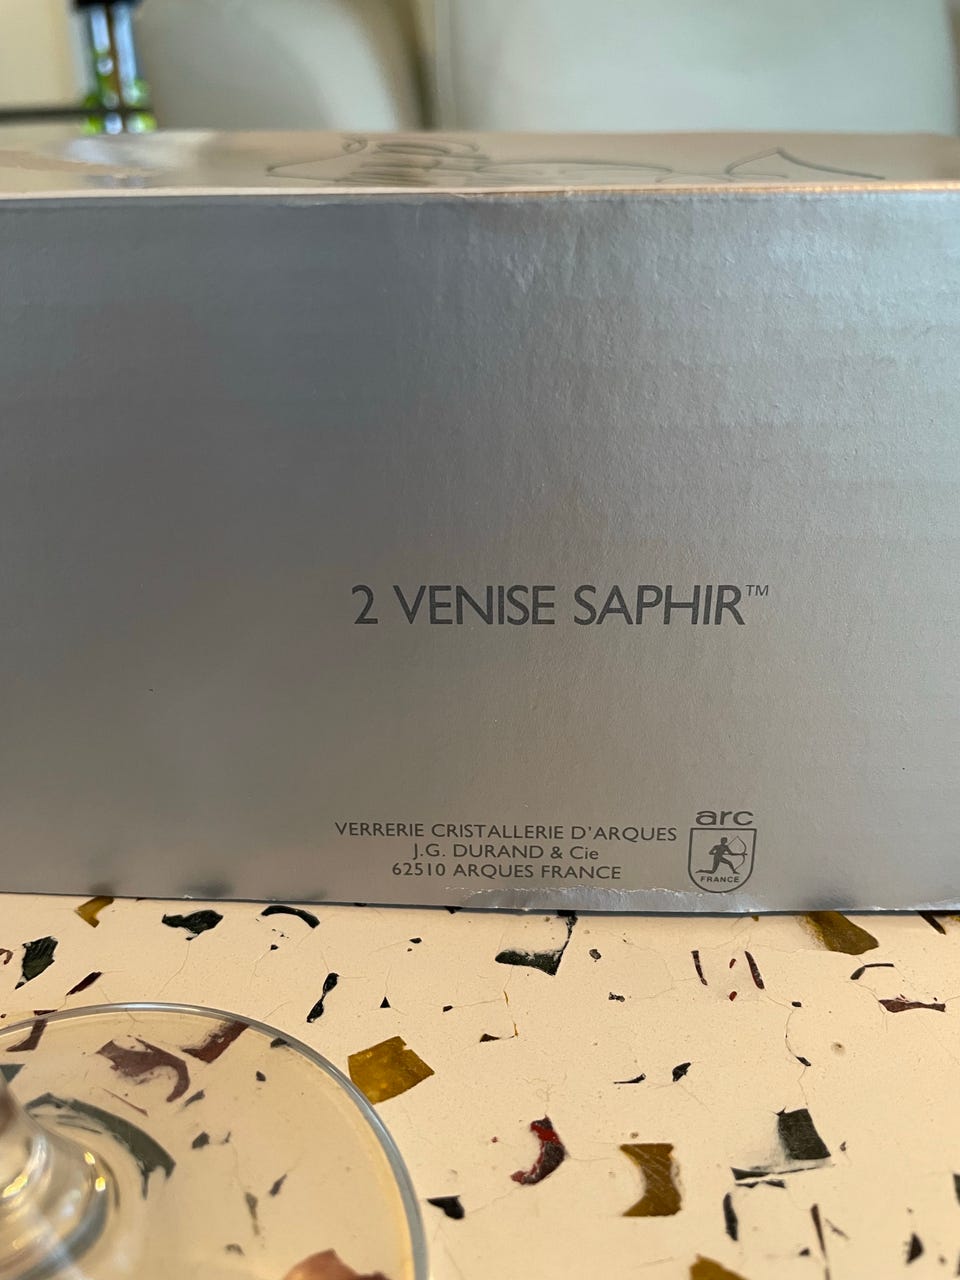 2 VENISE SAPHIR™
VERRERIE CRISTALLERIE D'ARQUES
J.G. DURAND & Cie
62510 ARQUES FRANCE
arc
FRANCE